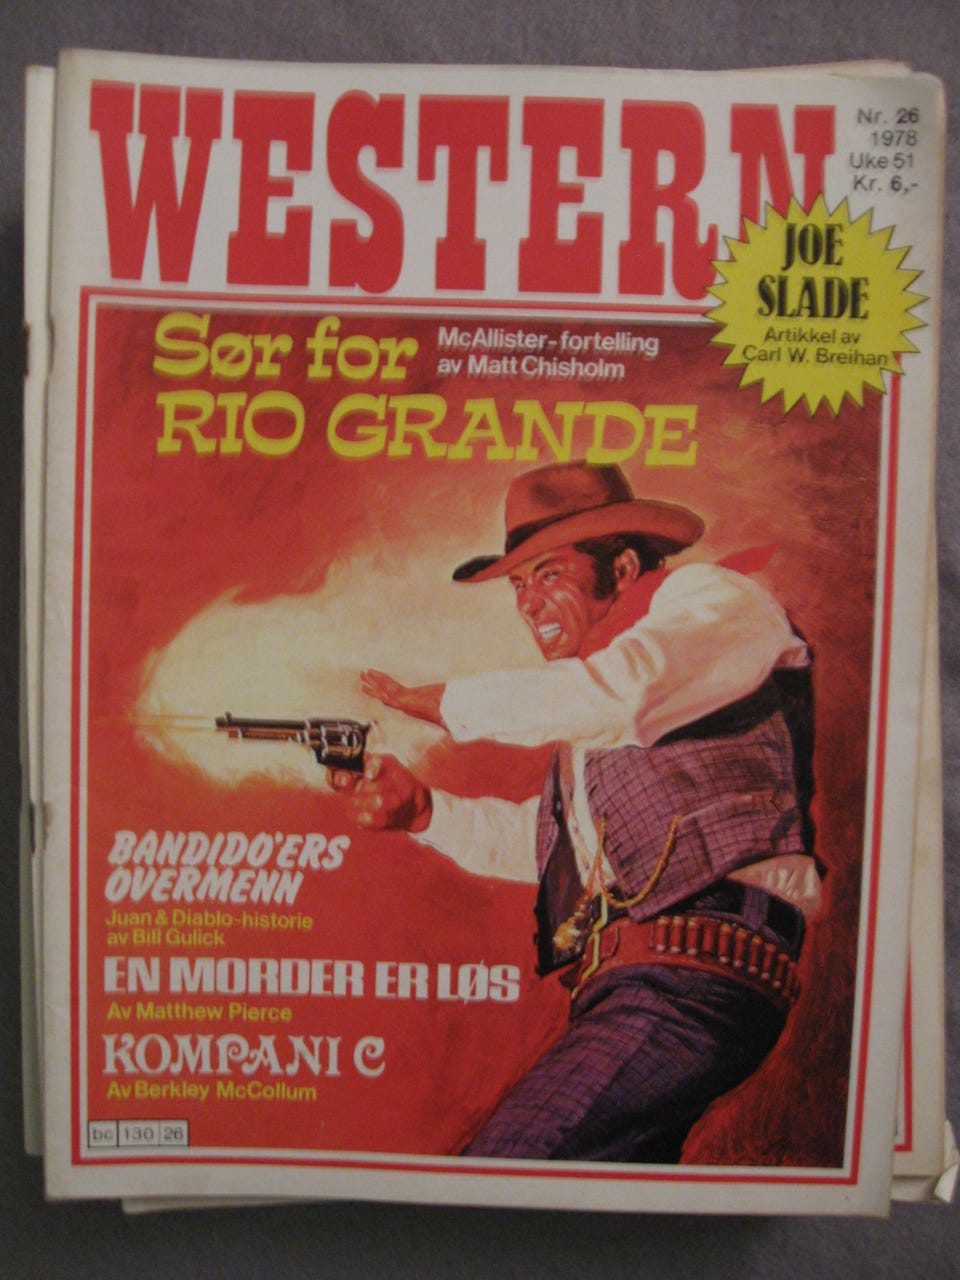 WESTERN
Nr. 26
1978
Uke 51
Kr. 6,-
JOE
SLADE
Artikkel av
Carl W. Breihan
Sør for
RIO GRANDE
McAllister-fortelling
av Matt Chisholm
BANDIDO'ERS
OVERMENN
Juan & Diablo-historie
av Bill Gulick
EN MORDER ER LØS
Av Matthew Pierce
KOMPANI C
Av Berkley McCollum
bc 130 26